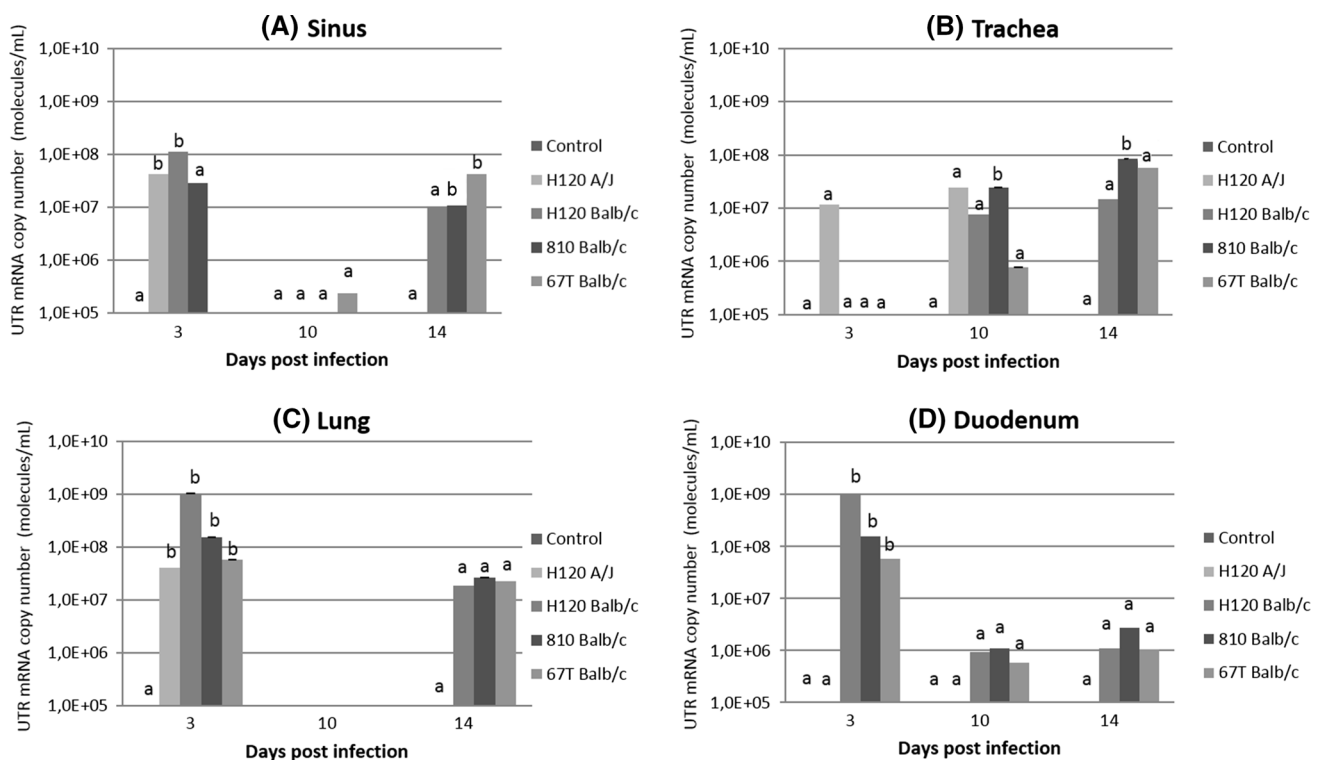 (A) Sinus
UTR mRNA copy number (molecules/mL)
1,0E+10
1,0E+09
1,0E+08
1,0E+07
1,0E+06
1,0E+05
a b b a
a a a a
a a b b
3 10 14
Days post infection
Control
H120 A/J
H120 Balb/c
810 Balb/c
67T Balb/c
(B) Trachea
UTR mRNA copy number (molecules/mL)
1,0E+10
1,0E+09
1,0E+08
1,0E+07
1,0E+06
1,0E+05
a a a a a
a a a b a
a a b a
3 10 14
Days post infection
Control
H120 A/J
H120 Balb/c
810 Balb/c
67T Balb/c
(C) Lung
UTR mRNA copy number (molecules/mL)
1,0E+10
1,0E+09
1,0E+08
1,0E+07
1,0E+06
1,0E+05
a b b b b
a a a a
3 10 14
Days post infection
Control
H120 A/J
H120 Balb/c
810 Balb/c
67T Balb/c
(D) Duodenum
UTR mRNA copy number (molecules/mL)
1,0E+10
1,0E+09
1,0E+08
1,0E+07
1,0E+06
1,0E+05
a a b b b
a a a a a
a a a a
3 10 14
Days post infection
Control
H120 A/J
H120 Balb/c
810 Balb/c
67T Balb/c